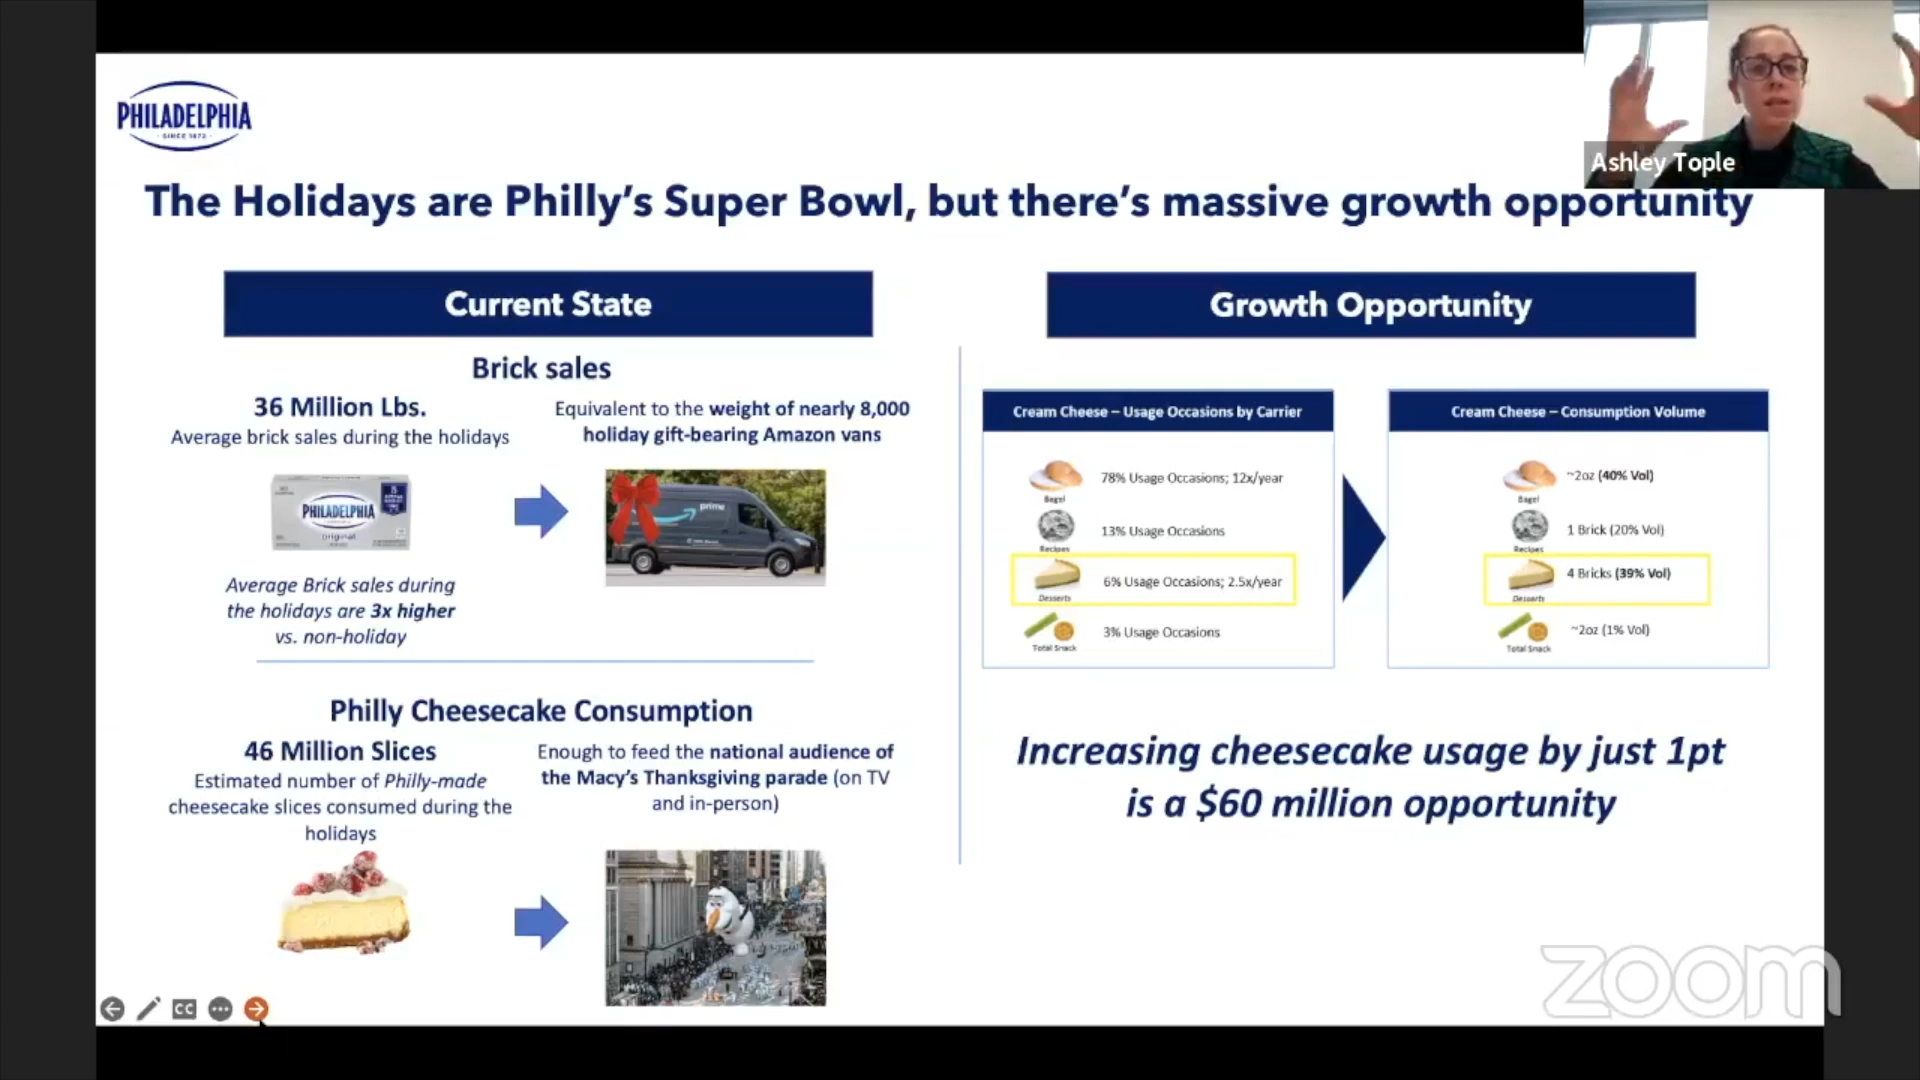 Ashley Tople
PHILADELPHIA
SINCE 1872
The Holidays are Philly's Super Bowl, but there's massive growth opportunity
Current State
Brick sales
36 Million Lbs.
Average brick sales during the holidays
Equivalent to the weight of nearly 8,000
holiday gift-bearing Amazon vans
PHILADELPHIA
original
prime
Average Brick sales during
the holidays are 3x higher
vs. non-holiday
Philly Cheesecake Consumption
46 Million Slices
Estimated number of Philly-made
cheesecake slices consumed during the
holidays
Enough to feed the national audience of
the Macy's Thanksgiving parade (on TV
and in-person)
Growth Opportunity
Cream Cheese – Usage Occasions by Carrier
Bagel
78% Usage Occasions; 12x/year
Recipes
13% Usage Occasions
Desserts
6% Usage Occasions; 2.5x/year
Total Snack
3% Usage Occasions
Cream Cheese – Consumption Volume
Bagel
~2oz (40% Vol)
Recipes
1 Brick (20% Vol)
Desserts
4 Bricks (39% Vol)
Total Snack
~2oz (1% Vol)
Increasing cheesecake usage by just 1pt
is a $60 million opportunity
CC
zoom